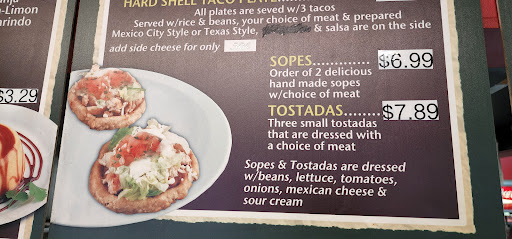 HARD SHELL TACO
All plates are seved w/3 tacos
Served w/rice & beans, your choice of meat & prepared
Mexico City Style or Texas Style, & salsa are on the side
add side cheese for only
SOPES........ $6.99
Order of 2 delicious
hand made sopes
w/choice of meat
TOSTADAS........ $7.89
Three small tostadas
that are dressed with
a choice of meat
Sopes & Tostadas are dressed
w/beans, lettuce, tomatoes,
onions, mexican cheese &
sour cream
-Limon
arindo
$3.29